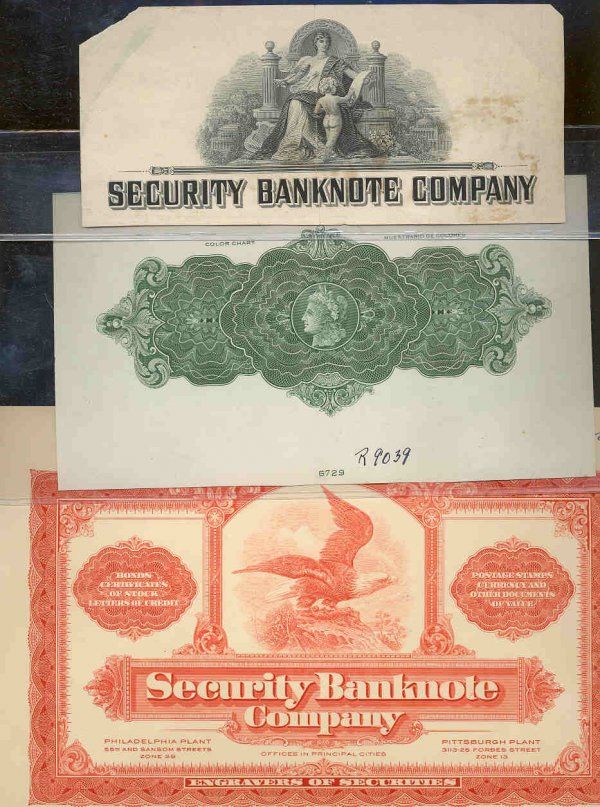 SECURITY BANKNOTE COMPANY
COLOR CHART
MUESTRARIO DE COLORES
R9039
6729
BONDS
CERTIFICATES
OF STOCK
LETTERS OF CREDIT
POSTAGE STAMPS
CURRENCY AND
OTHER DOCUMENTS
OF VALUE
Security Banknote
Company
PHILADELPHIA PLANT
55TH AND SANSOM STREETS
ZONE 39
OFFICES IN PRINCIPAL CITIES
PITTSBURGH PLANT
3113-25 FORBES STREET
ZONE 13
ENGRAVERS OF SECURITIES